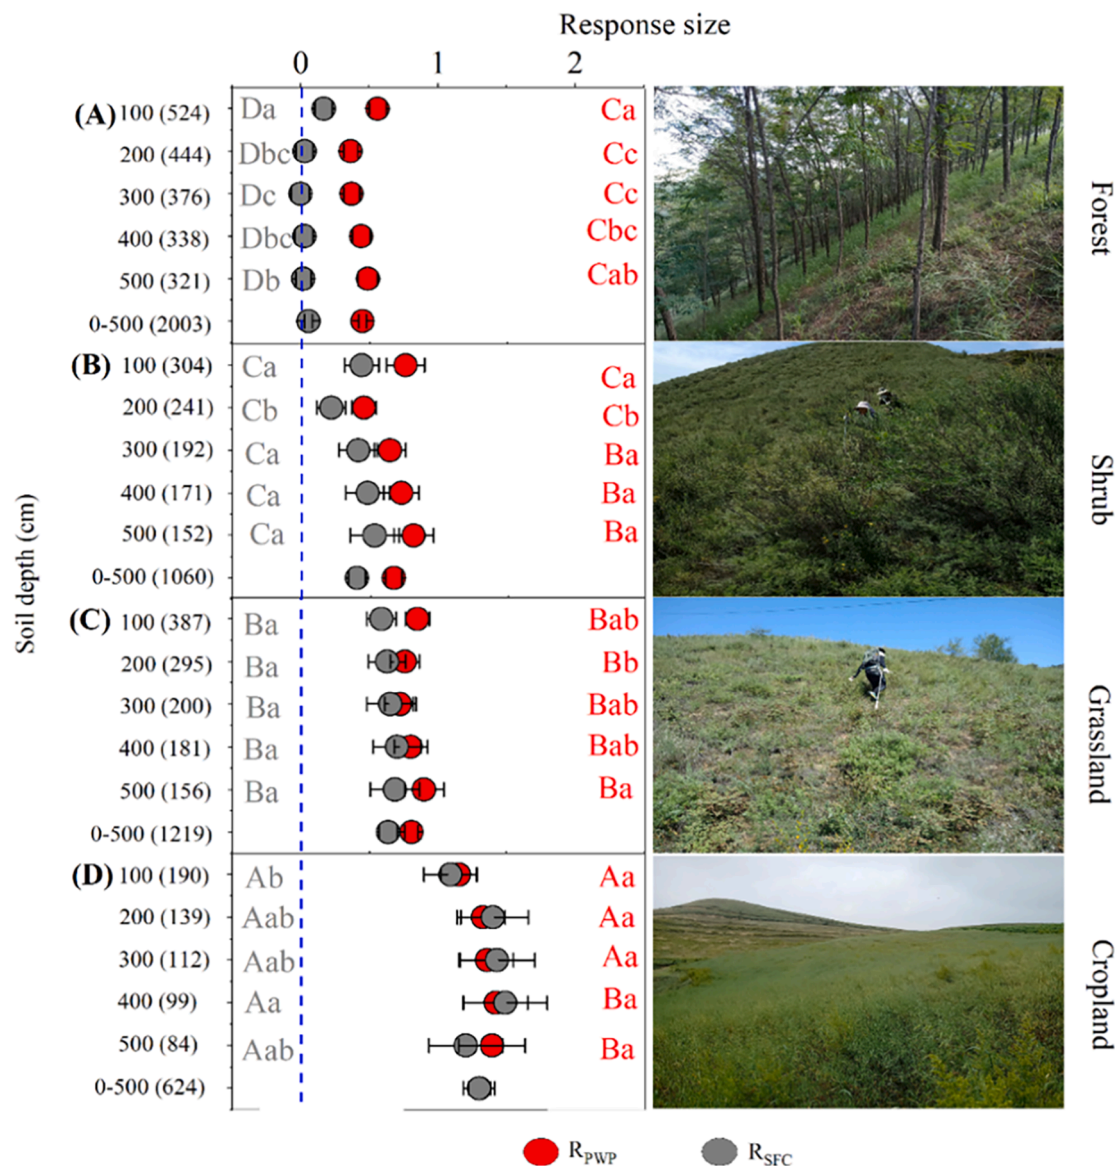 Response size
0 1 2
(A) 100 (524) Da Ca
200 (444) Dbc Cc
300 (376) Dc Cc
400 (338) Dbc Cbc
500 (321) Db Cab
0-500 (2003)
Forest
(B) 100 (304) Ca Ca
200 (241) Cb Cb
300 (192) Ca Ba
400 (171) Ca Ba
500 (152) Ca Ba
0-500 (1060)
Shrub
Soil depth (cm)
(C) 100 (387) Ba Bab
200 (295) Ba Bb
300 (200) Ba Bab
400 (181) Ba Bab
500 (156) Ba Ba
0-500 (1219)
Grassland
(D) 100 (190) Ab Aa
200 (139) Aab Aa
300 (112) Aab Aa
400 (99) Aa Ba
500 (84) Aab Ba
0-500 (624)
Cropland
R_PWP R_SFC